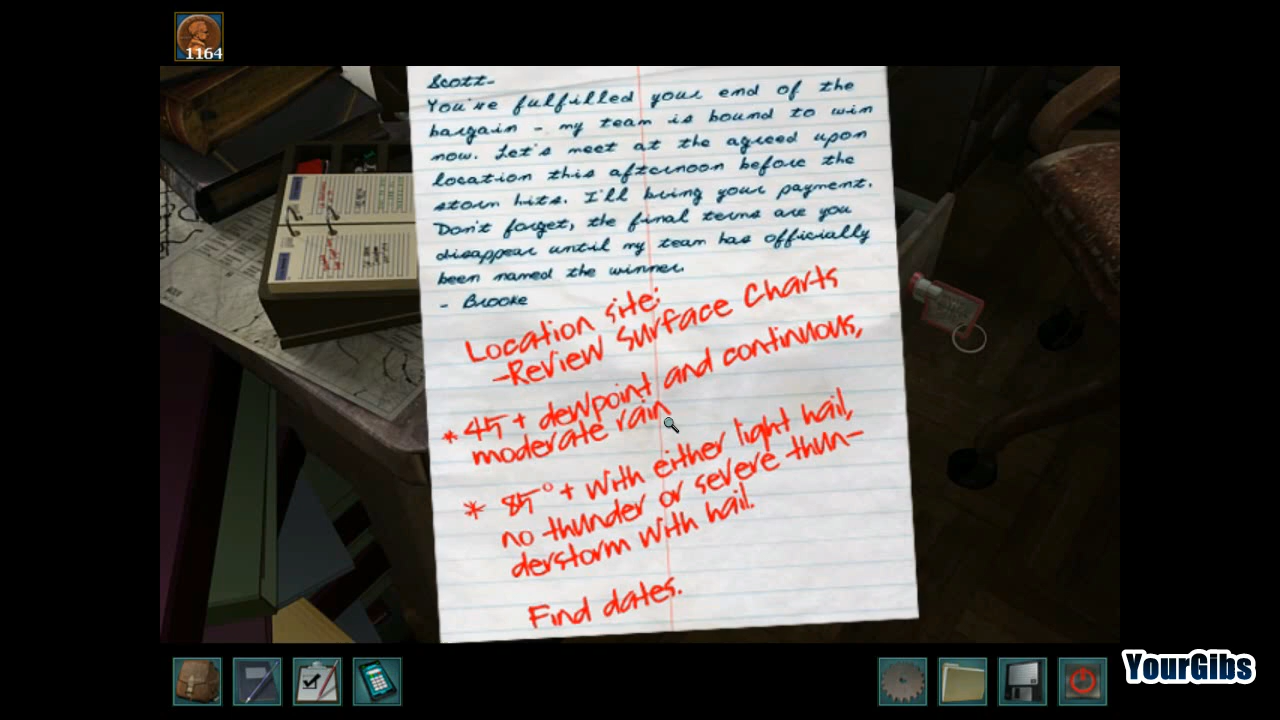 1164
Scott-
You're fulfilled your end of the
bargain - my team is bound to win
now. Let's meet at the agreed upon
location this afternoon before the
storm hits. I'll bring your payment.
Don't forget, the final terms are you
disappear until my team has officially
been named the winner.
- Brooke
Location site:
-Review Surface Charts
* 45+ dewpoint and continuous,
moderate rain
* 85° + with either light hail,
no thunder or severe thun-
derstorm with hail.
Find dates.
YourGibs